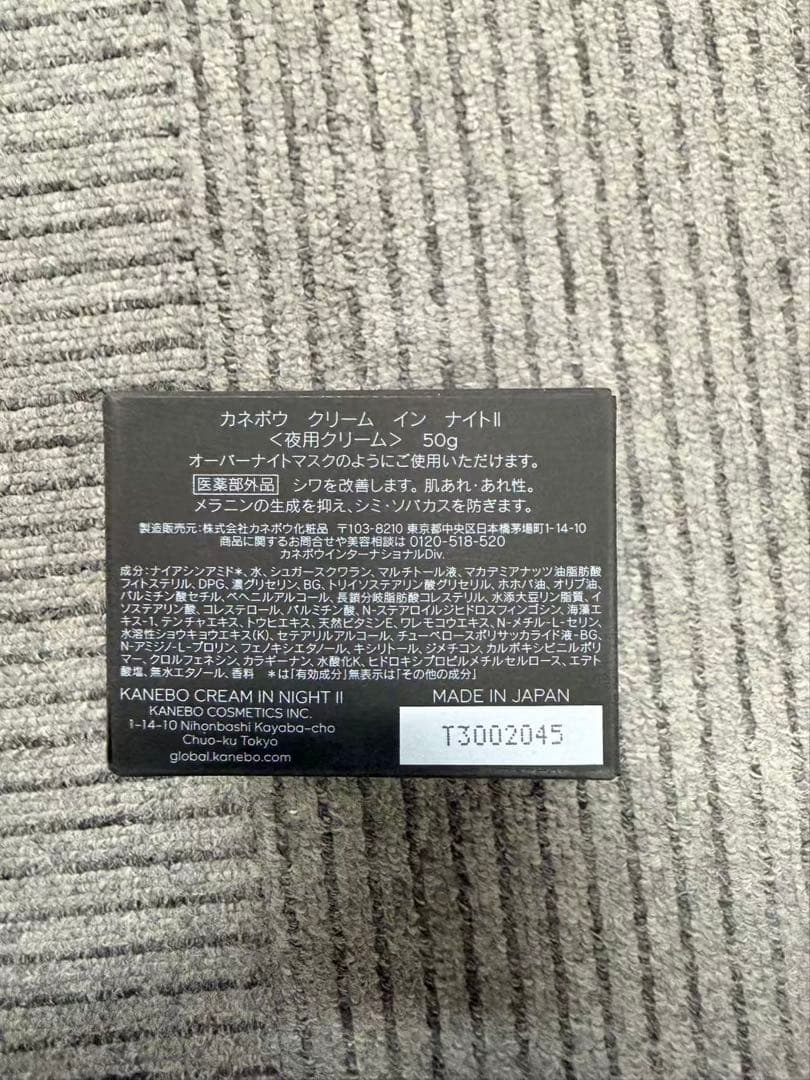 カネボウ クリーム イン ナイトII
＜夜用クリーム＞ 50g
オーバーナイトマスクのようにご使用いただけます。
医薬部外品 シワを改善します。肌あれ・あれ性。
メラニンの生成を抑え、シミ・ソバカスを防ぎます。
製造販売元:株式会社カネボウ化粧品 〒103-8210 東京都中央区日本橋茅場町1-14-10
商品に関するお問合せや美容相談は 0120-518-520
カネボウインターナショナルDiv.
成分:ナイアシンアミド*、水、シュガースクワラン、マルチトール液、マカデミアナッツ油脂肪酸
フィトステリル、DPG、濃グリセリン、BG、トリイソステアリン酸グリセリル、ホホバ油、オリブ油、
パルミチン酸セチル、ベヘニルアルコール、長鎖分岐脂肪酸コレステリル、水添大豆リン脂質、イ
ソステアリン酸、コレステロール、パルミチン酸、N-ステアロイルジヒドロスフィンゴシン、海藻エ
キス-1、テンチャエキス、トウヒエキス、天然ビタミンE、ワレモコウエキス、N-メチル-L-セリン、
水溶性ショウキョウエキス(K)、セテアリルアルコール、チューベロースポリサッカライド液-BG、
N-アミジノ-L-プロリン、フェノキシエタノール、キシリトール、ジメチコン、カルボキシビニルポリ
マー、クロルフェネシン、カラギーナン、水酸化K、ヒドロキシプロピルメチルセルロース、エデト
酸塩、無水エタノール、香料 *は「有効成分」無表示は「その他の成分」
KANEBO CREAM IN NIGHT II
KANEBO COSMETICS INC.
1-14-10 Nihonbashi Kayaba-cho
Chuo-ku Tokyo
global.kanebo.com
MADE IN JAPAN
T3002045